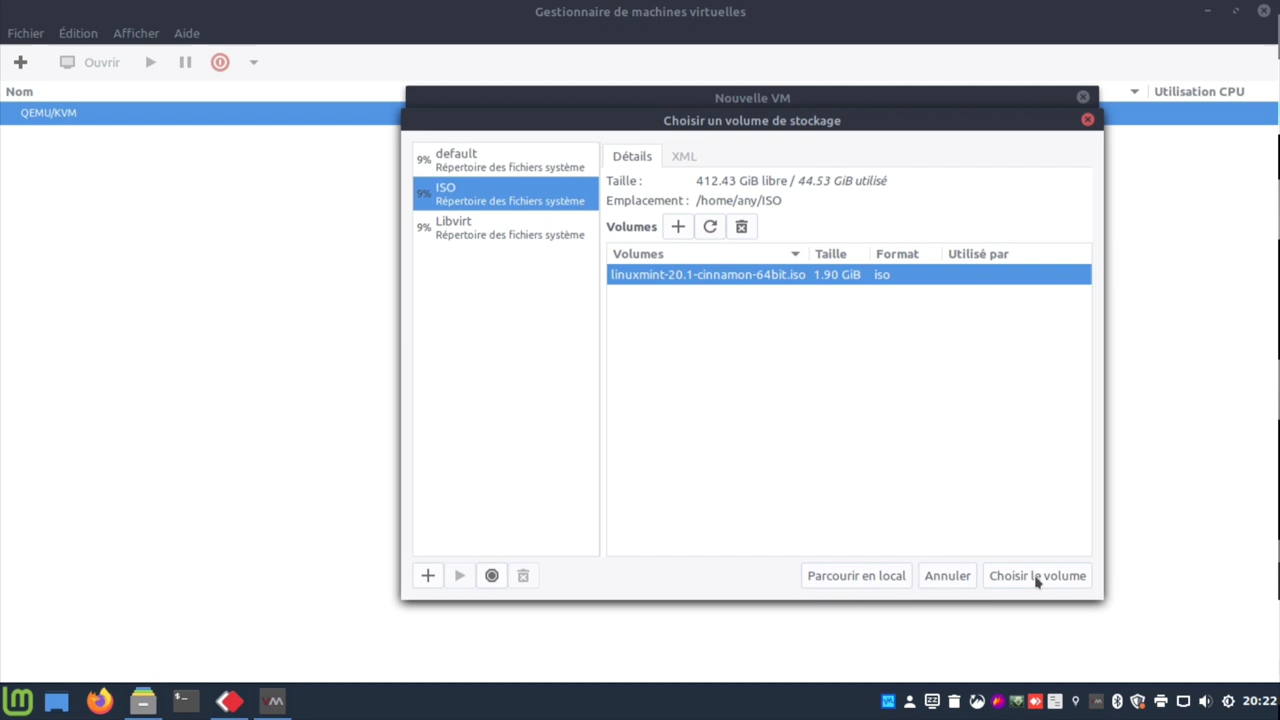 Gestionnaire de machines virtuelles
Fichier Édition Afficher Aide
Ouvrir
Nom Utilisation CPU
QEMU/KVM
Nouvelle VM
Choisir un volume de stockage
9% default
Répertoire des fichiers système
9% ISO
Répertoire des fichiers système
9% Libvirt
Répertoire des fichiers système
Détails XML
Taille : 412.43 GiB libre / 44.53 GiB utilisé
Emplacement : /home/any/ISO
Volumes
Volumes Taille Format Utilisé par
linuxmint-20.1-cinnamon-64bit.iso 1.90 GiB iso
Parcourir en local Annuler Choisir le volume
20:22